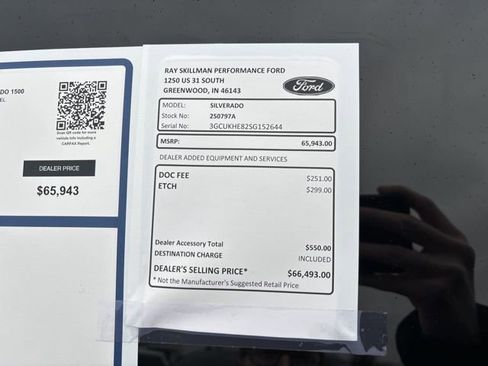 ADO 1500
EL
Scan QR code for more
vehicle info including a
CARFAX Report.
DEALER PRICE
$65,943
RAY SKILLMAN PERFORMANCE FORD
1250 US 31 SOUTH
GREENWOOD, IN 46143
Ford
MODEL: SILVERADO
Stock No: 250797A
Serial No: 3GCUKHE82SG152644
MSRP: 65,943.00
DEALER ADDED EQUIPMENT AND SERVICES
DOC FEE $251.00
ETCH $299.00
Dealer Accessory Total $550.00
DESTINATION CHARGE INCLUDED
DEALER'S SELLING PRICE* $66,493.00
* Not the Manufacturer's Suggested Retail Price